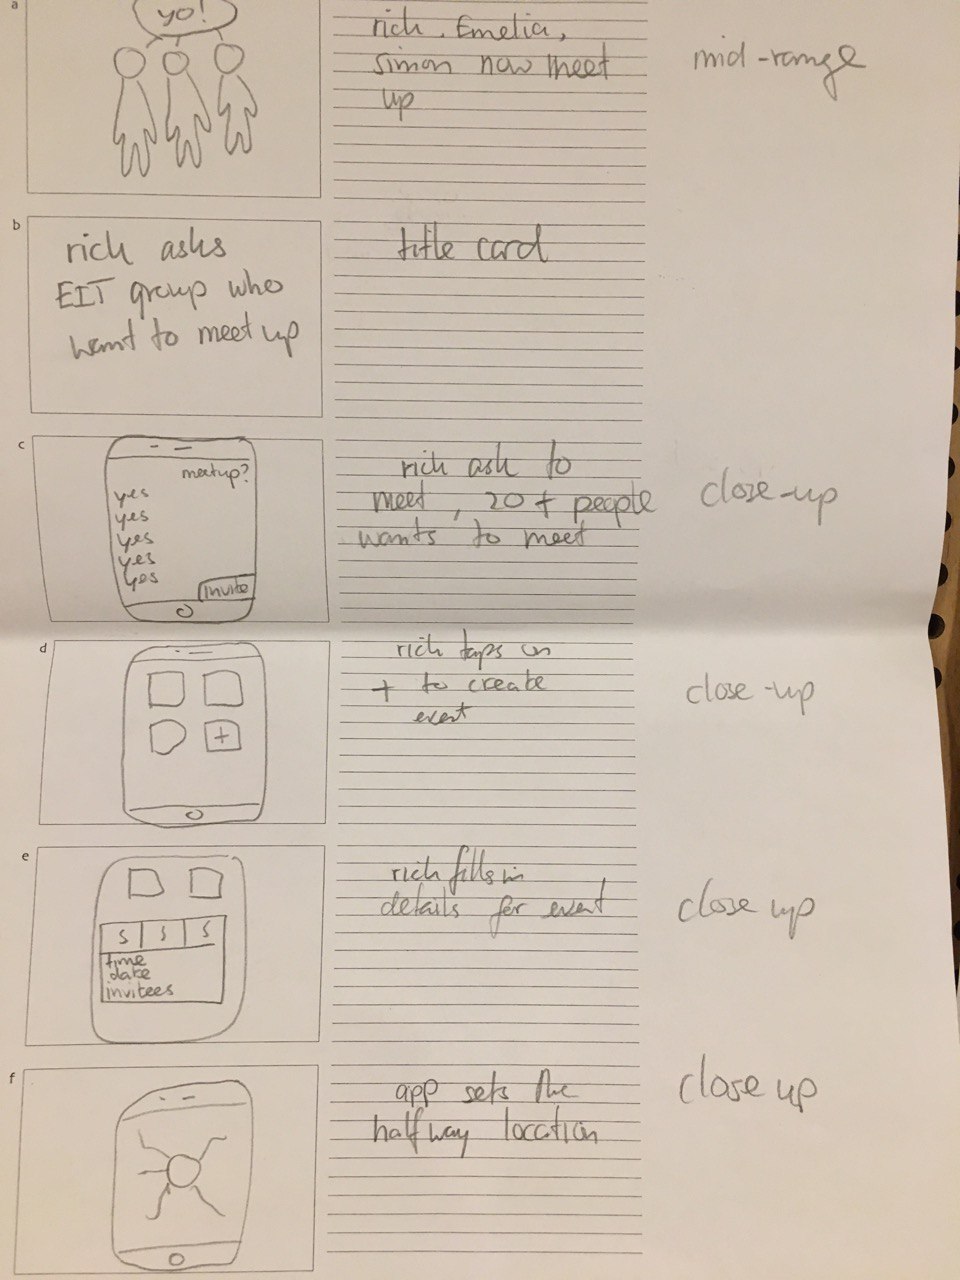 a
yo!
rich, Emelia,
simon now meet
up
mid-range
b
rich asks
EIT group who
want to meet up
title card
c
meetup?
yes
yes
yes
yes
yes
invite
rich ask to
meet, 20+ people
wants to meet
close-up
d
+
rich taps on
+ to create
event
close-up
e
S S S
time
date
invitees
rich fills in
details for event
close up
f
app sets the
halfway location
close up